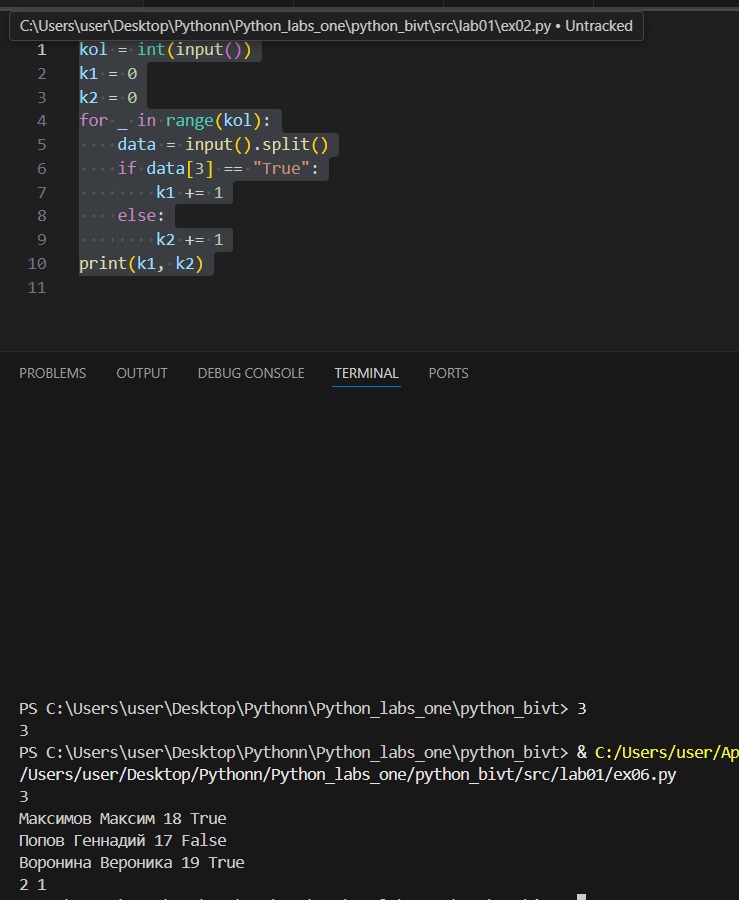 C:\Users\user\Desktop\Pythonn\Python_labs_one\python_bivt\src\lab01\ex02.py • Untracked
1 kol = int(input())
2 k1 = 0
3 k2 = 0
4 for _ in range(kol):
5     data = input().split()
6     if data[3] == "True":
7         k1 += 1
8     else:
9         k2 += 1
10 print(k1, k2)
11
PROBLEMS OUTPUT DEBUG CONSOLE TERMINAL PORTS
PS C:\Users\user\Desktop\Pythonn\Python_labs_one\python_bivt> 3
3
PS C:\Users\user\Desktop\Pythonn\Python_labs_one\python_bivt> & C:/Users/user/Ap
/Users/user/Desktop/Pythonn/Python_labs_one/python_bivt/src/lab01/ex06.py
3
Максимов Максим 18 True
Попов Геннадий 17 False
Воронина Вероника 19 True
2 1